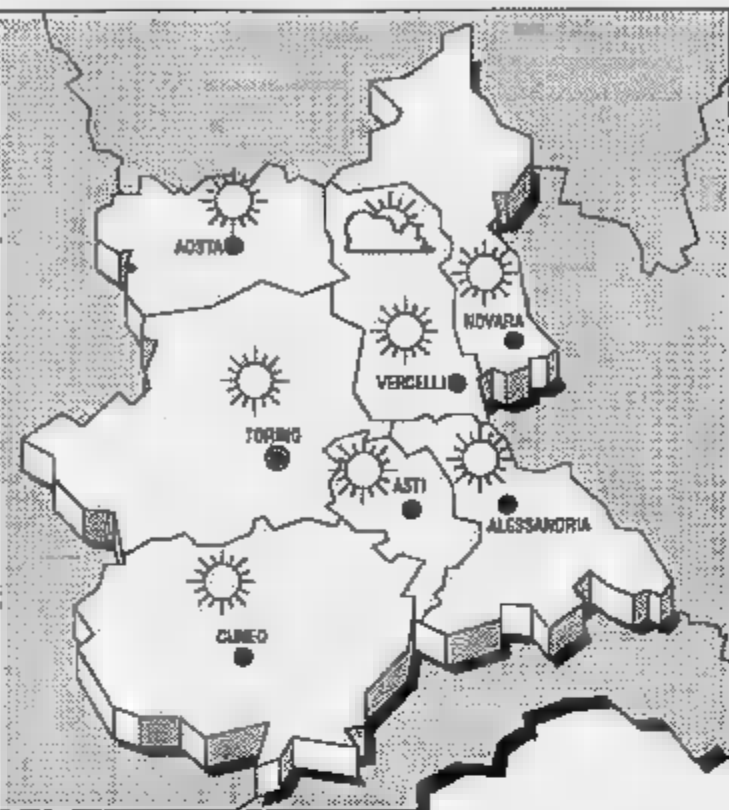 AOSTA
NOVARA
VERCELLI
TORINO
ASTI
ALESSANDRIA
CUNEO